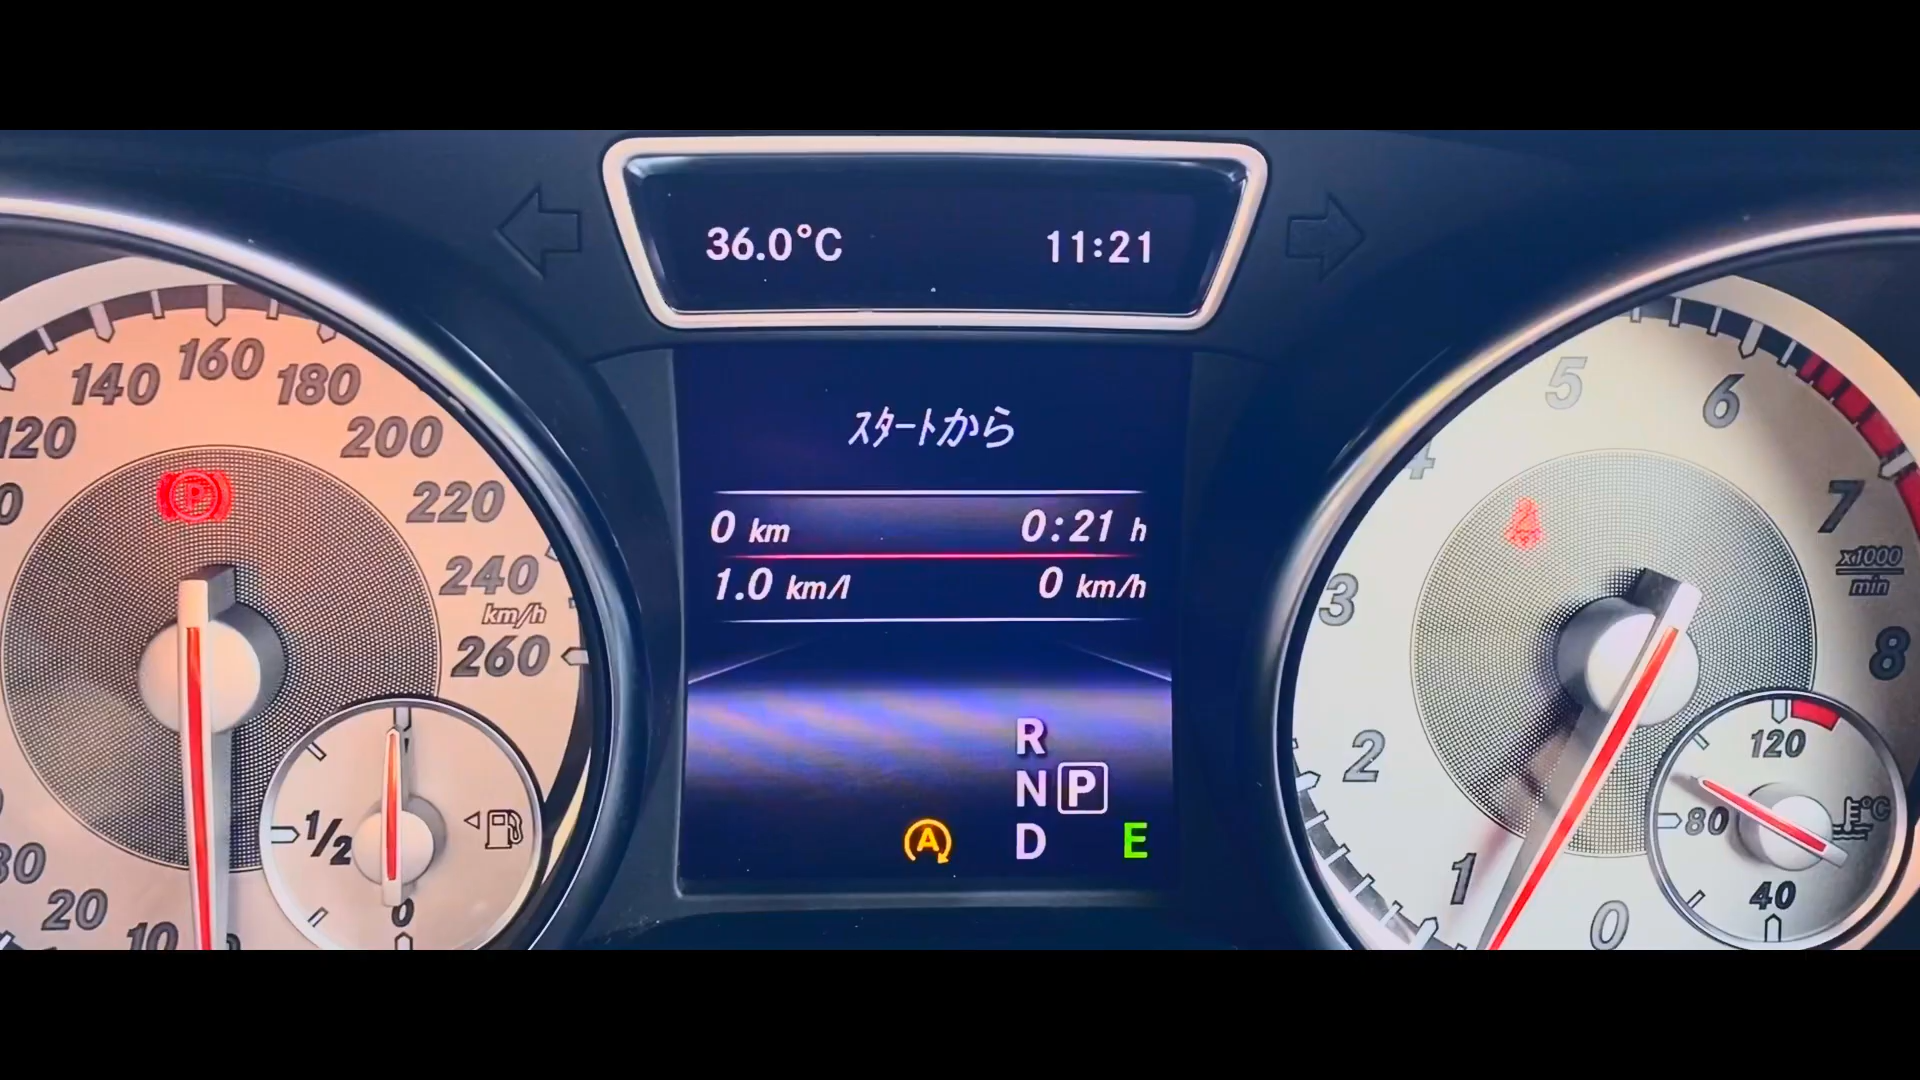 36.0°C 11:21
140 160 180
120 200
220
240
km/h
260
1/2
0
20
10
スタートから
0 km 0:21 h
1.0 km/l 0 km/h
R
N P
D
A E
P
5 6
4 7
x1000
min
3 8
2
1
0
120
80 °C
40